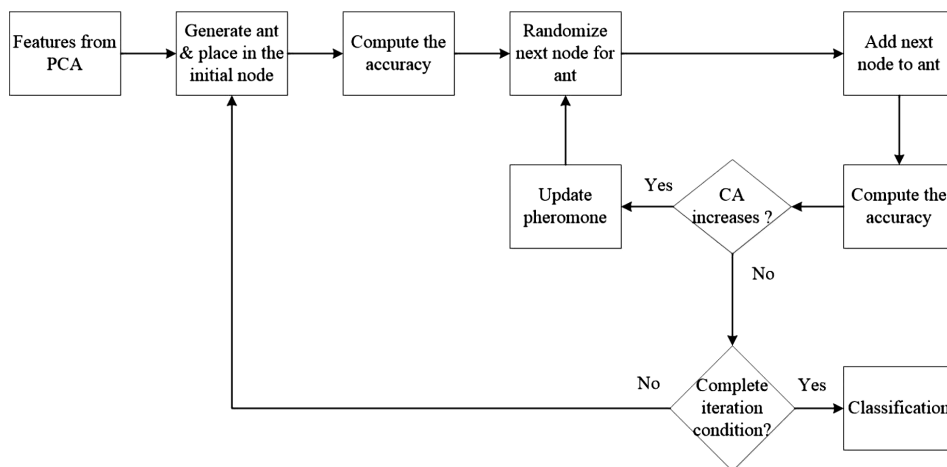 Features from
PCA
Generate ant
& place in the
initial node
Compute the
accuracy
Randomize
next node for
ant
Add next
node to ant
Update
pheromone
Yes
CA
increases ?
Compute the
accuracy
No
No
Complete
iteration
condition?
Yes
Classification